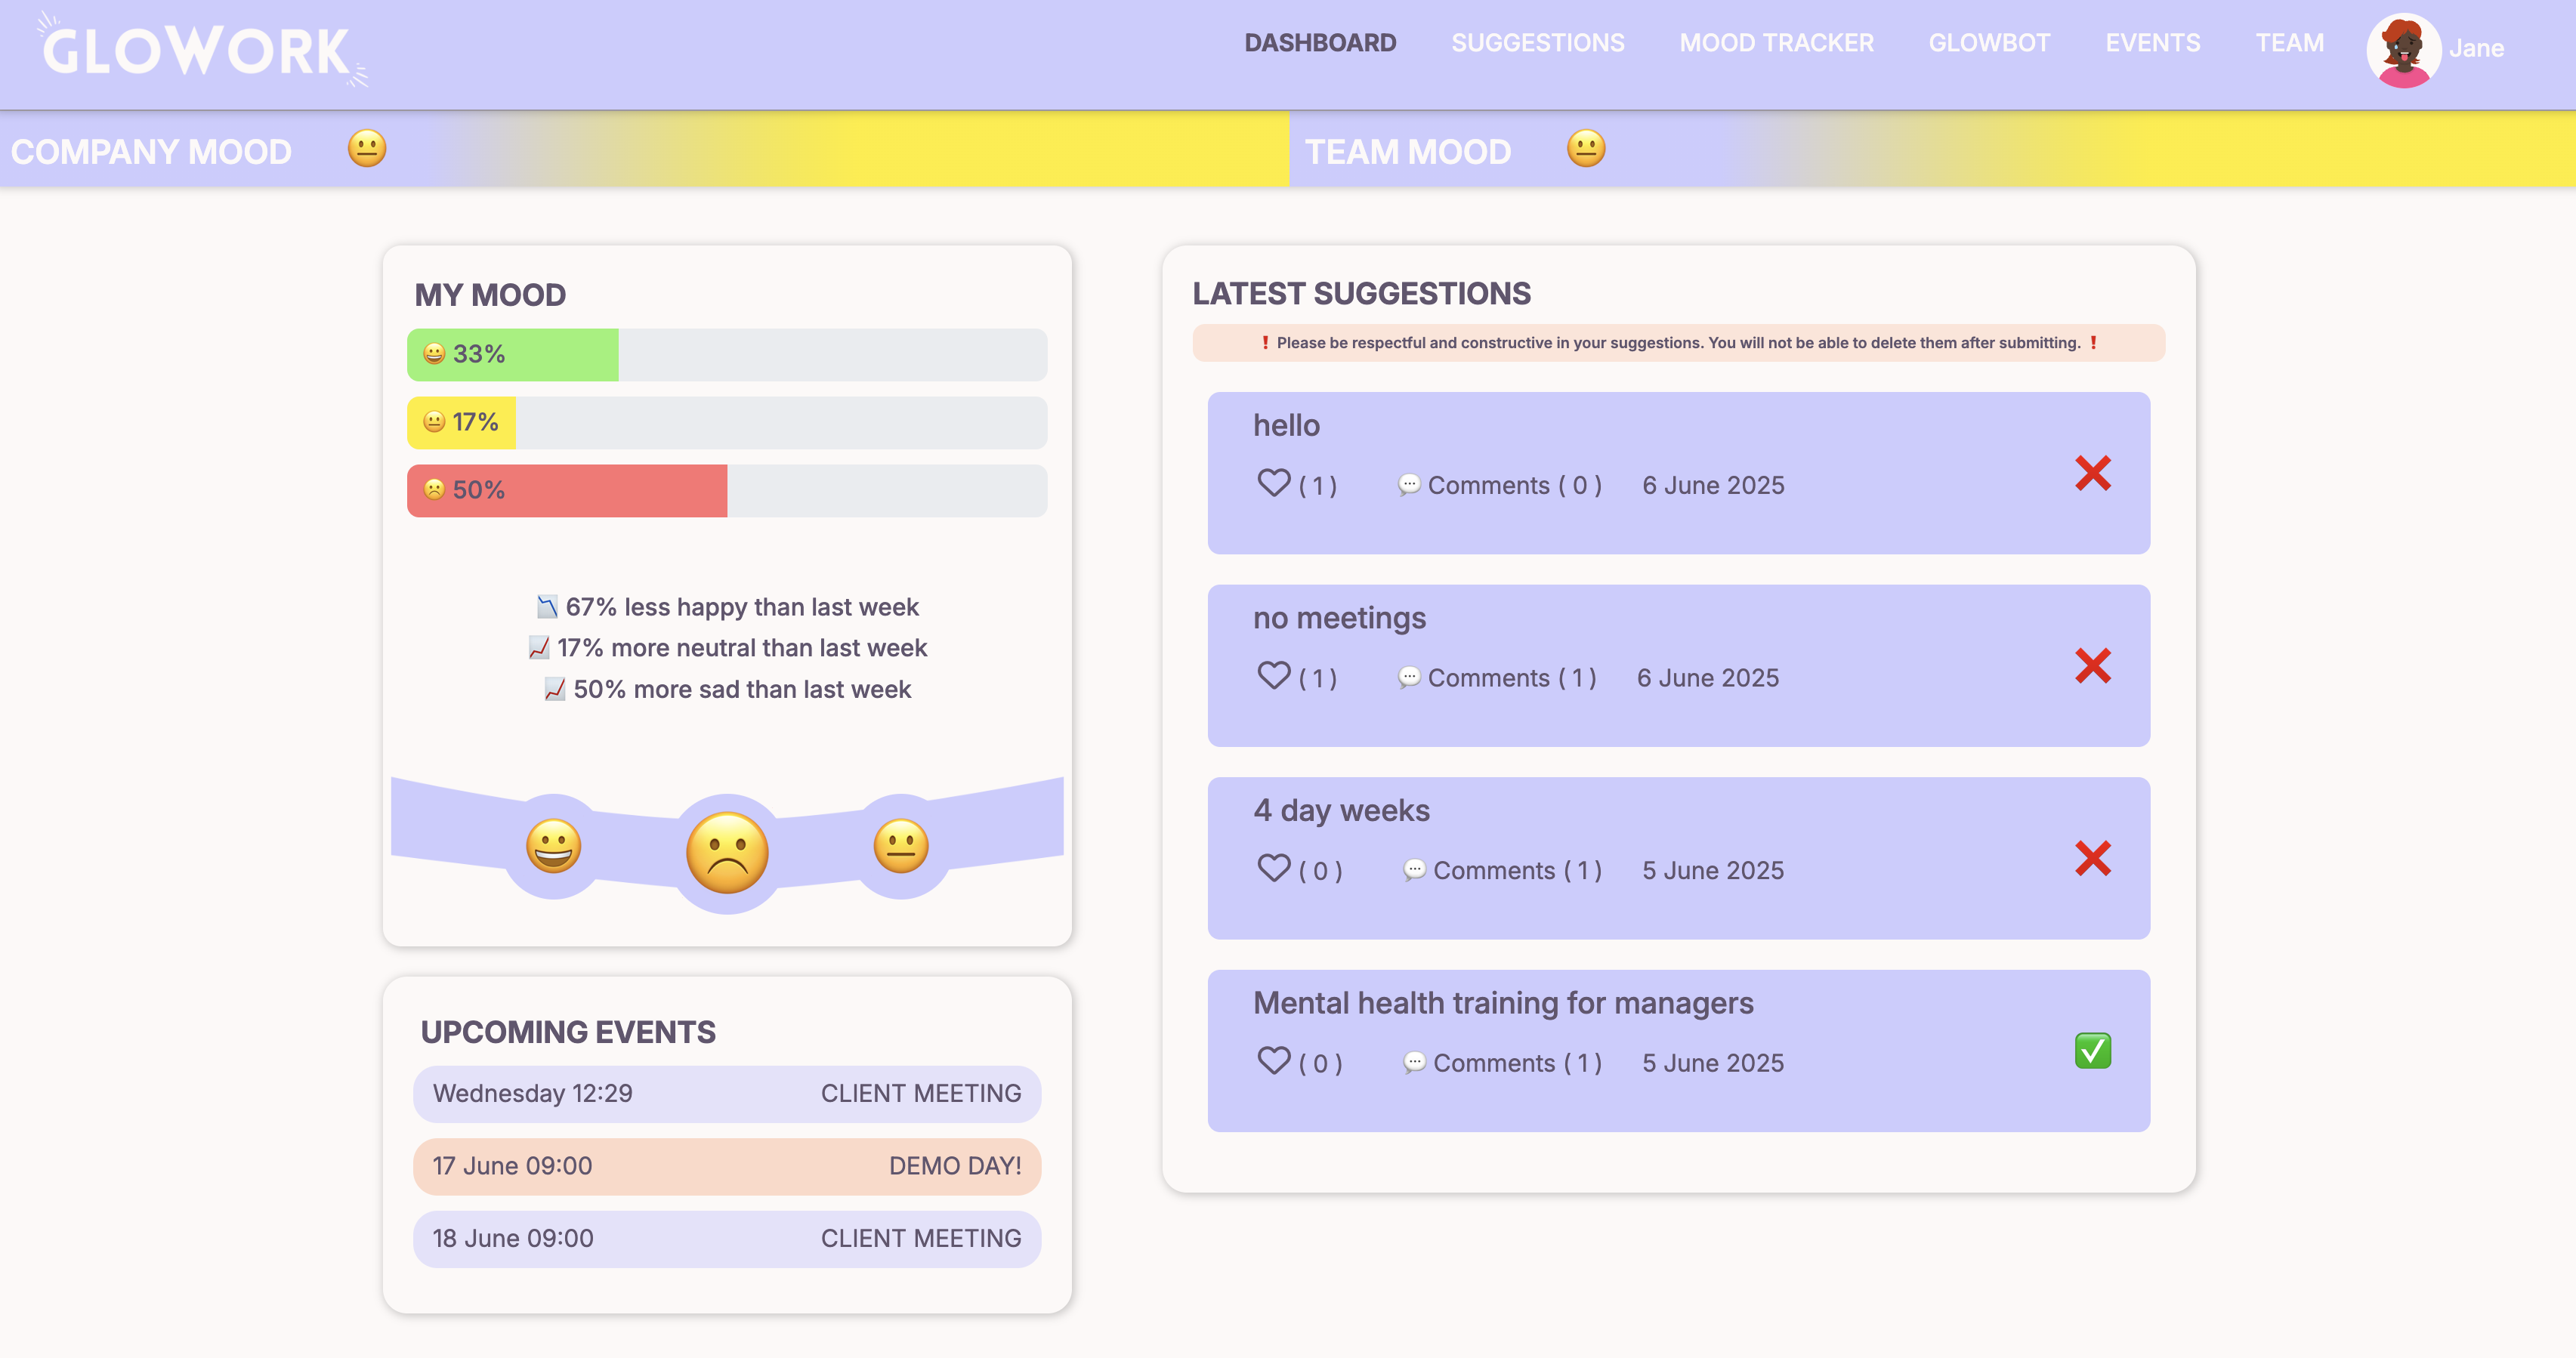 GLOWORK
DASHBOARD SUGGESTIONS MOOD TRACKER GLOWBOT EVENTS TEAM Jane
COMPANY MOOD 😐
TEAM MOOD 😐
MY MOOD
😀 33%
😐 17%
☹️ 50%
📉 67% less happy than last week
📈 17% more neutral than last week
📈 50% more sad than last week
UPCOMING EVENTS
Wednesday 12:29 CLIENT MEETING
17 June 09:00 DEMO DAY!
18 June 09:00 CLIENT MEETING
LATEST SUGGESTIONS
❗ Please be respectful and constructive in your suggestions. You will not be able to delete them after submitting. ❗
hello
( 1 ) 💬 Comments ( 0 ) 6 June 2025 ❌
no meetings
( 1 ) 💬 Comments ( 1 ) 6 June 2025 ❌
4 day weeks
( 0 ) 💬 Comments ( 1 ) 5 June 2025 ❌
Mental health training for managers
( 0 ) 💬 Comments ( 1 ) 5 June 2025 ✅